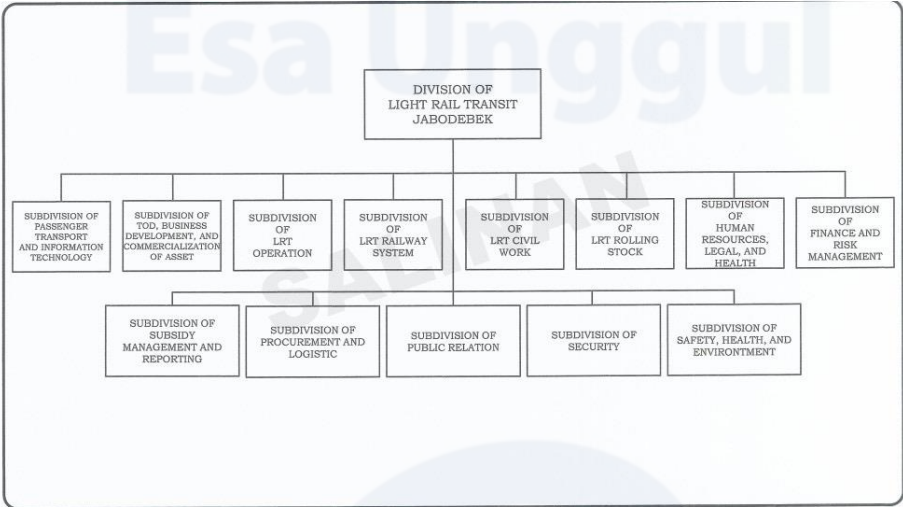 Esa Unggul
DIVISION OF
LIGHT RAIL TRANSIT
JABODEBEK
SALINAN
SUBDIVISION OF
PASSENGER
TRANSPORT
AND INFORMATION
TECHNOLOGY
SUBDIVISION OF
TOD, BUSINESS
DEVELOPMENT, AND
COMMERCIALIZATION
OF ASSET
SUBDIVISION
OF
LRT
OPERATION
SUBDIVISION
OF
LRT RAILWAY
SYSTEM
SUBDIVISION
OF
LRT CIVIL
WORK
SUBDIVISION
OF
LRT ROLLING
STOCK
SUBDIVISION
OF
HUMAN
RESOURCES,
LEGAL, AND
HEALTH
SUBDIVISION
OF
FINANCE AND
RISK
MANAGEMENT
SUBDIVISION OF
SUBSIDY
MANAGEMENT AND
REPORTING
SUBDIVISION OF
PROCUREMENT AND
LOGISTIC
SUBDIVISION OF
PUBLIC RELATION
SUBDIVISION OF
SECURITY
SUBDIVISION OF
SAFETY, HEALTH, AND
ENVIRONTMENT